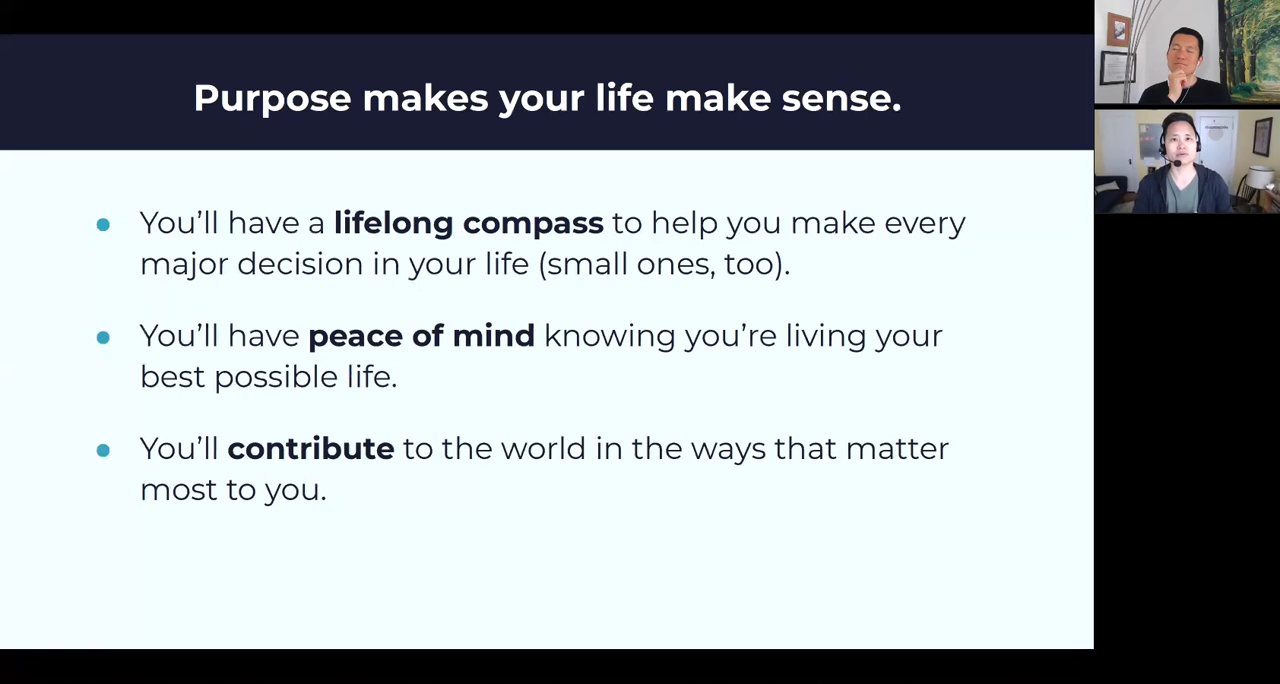 Purpose makes your life make sense.
You’ll have a lifelong compass to help you make every
major decision in your life (small ones, too).
You’ll have peace of mind knowing you’re living your
best possible life.
You’ll contribute to the world in the ways that matter
most to you.